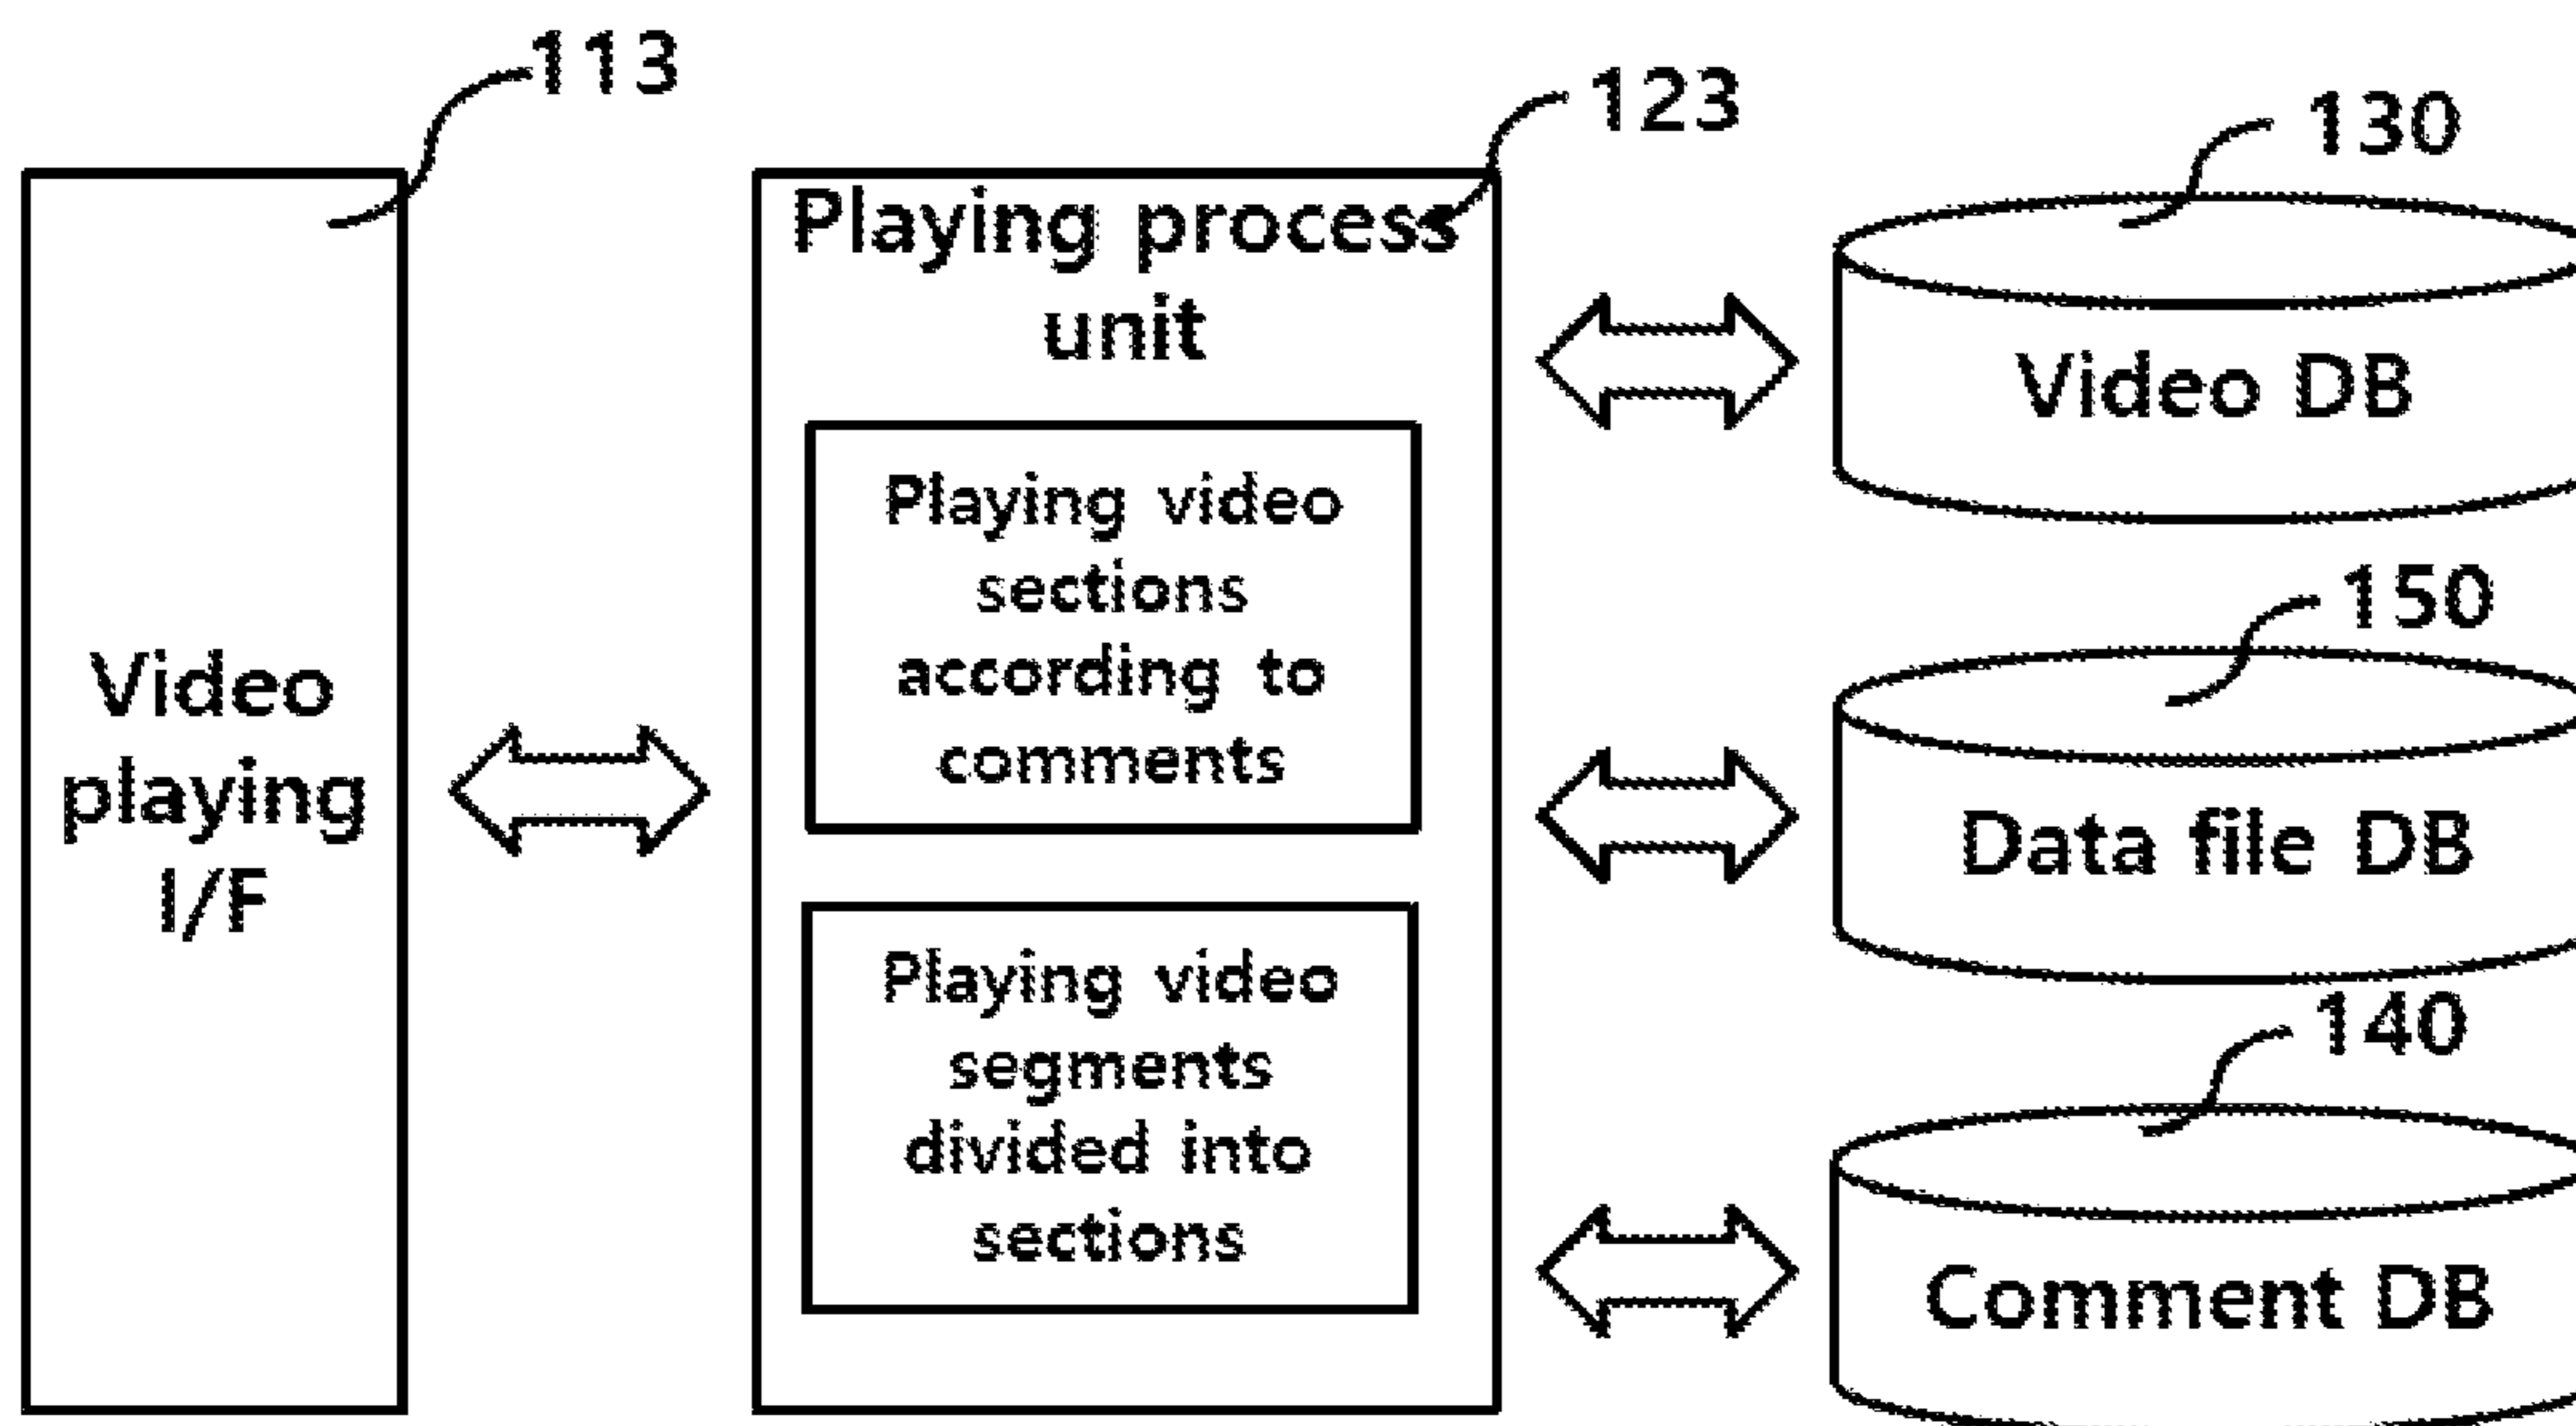 113
Video
playing
I/F
123
Playing process
unit
Playing video
sections
according to
comments
Playing video
segments
divided into
sections
130
Video DB
150
Data file DB
140
Comment DB